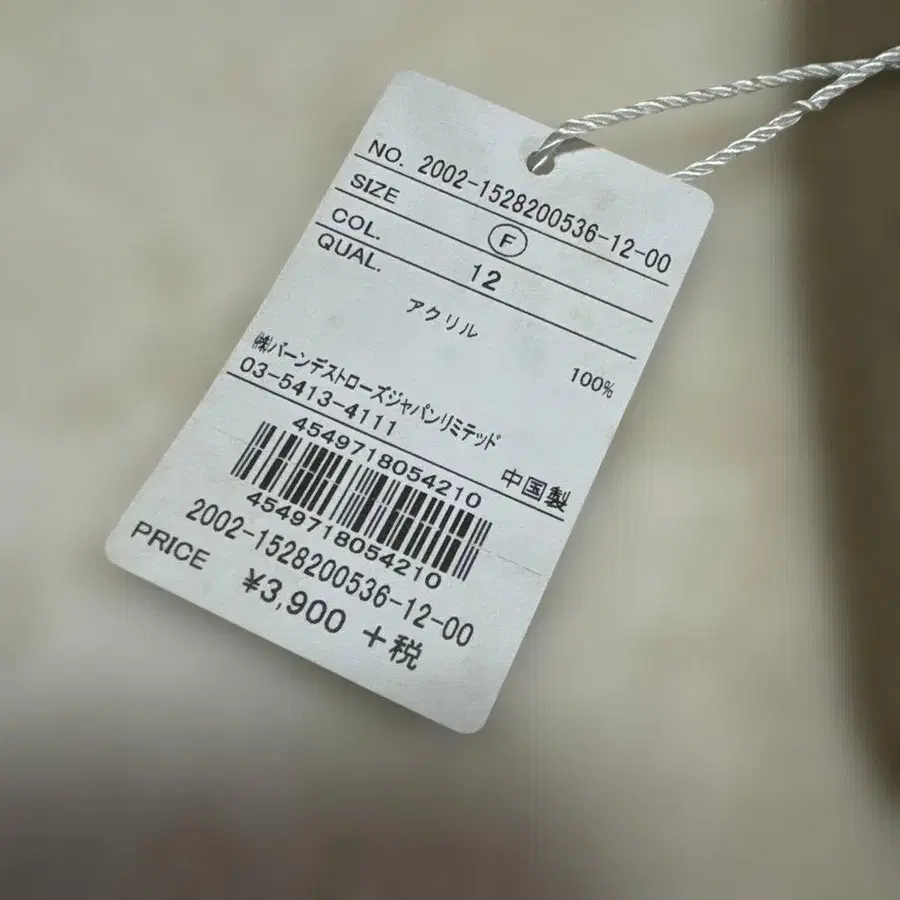 NO. 2002-1528200536-12-00
SIZE F
COL. 12
QUAL.
アクリル 100%
㈱バーンデストローズジャパンリミテッド
03-5413-4111 中国製
4549718054210
4549718054210
2002-1528200536-12-00
PRICE ¥3,900 +税